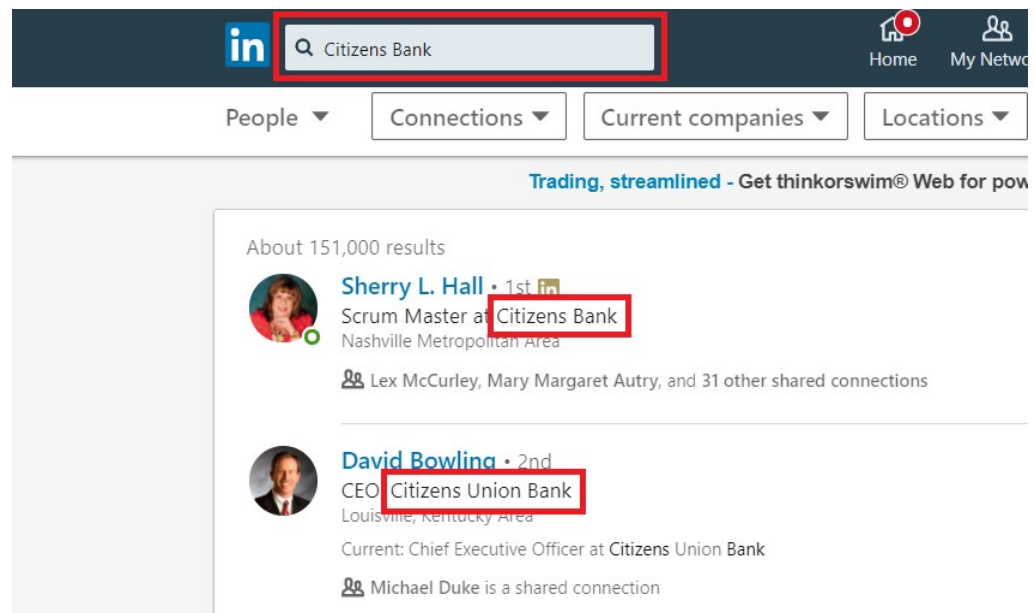 in Citizens Bank
Home My Netwo
People Connections Current companies Locations
Trading, streamlined - Get thinkorswim® Web for pow
About 151,000 results
Sherry L. Hall • 1st in
Scrum Master at Citizens Bank
Nashville Metropolitan Area
Lex McCurley, Mary Margaret Autry, and 31 other shared connections
David Bowling • 2nd
CEO Citizens Union Bank
Louisville, Kentucky Area
Current: Chief Executive Officer at Citizens Union Bank
Michael Duke is a shared connection